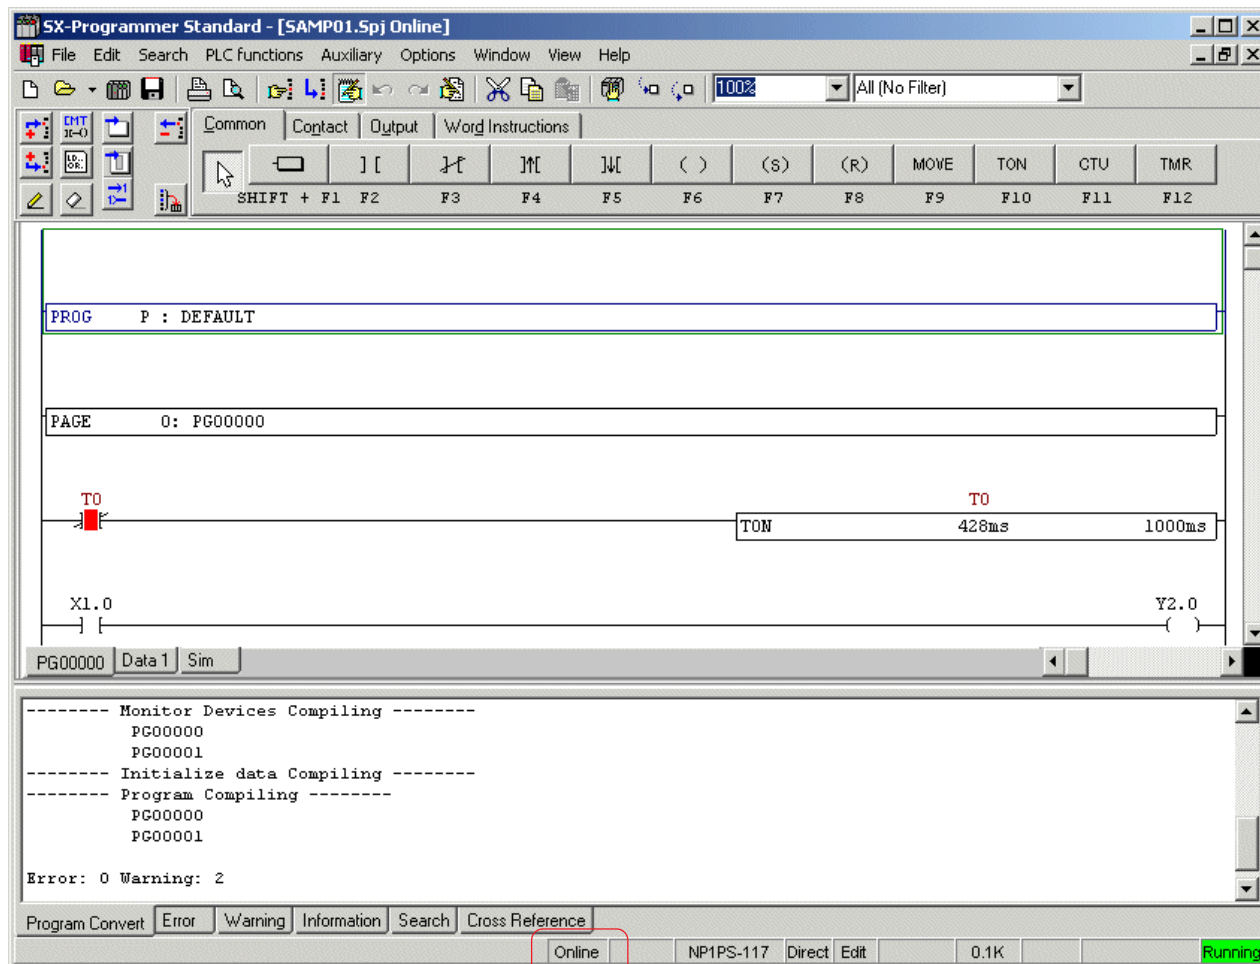 SX-Programmer Standard - [SAMP01.Spj Online]
File Edit Search PLC functions Auxiliary Options Window View Help
100% All (No Filter)
Common Contact Output Word Instructions
( ) (S) (R) MOVE TON CTU TMR
SHIFT + F1 F2 F3 F4 F5 F6 F7 F8 F9 F10 F11 F12
PROG P : DEFAULT
PAGE 0: PG00000
T0 T0
TON 428ms 1000ms
X1.0 Y2.0
( )
PG00000 Data 1 Sim
-------- Monitor Devices Compiling --------
PG00000
PG00001
-------- Initialize data Compiling --------
-------- Program Compiling --------
PG00000
PG00001
Error: 0 Warning: 2
Program Convert Error Warning Information Search Cross Reference
Online NP1PS-117 Direct Edit 0.1K Running